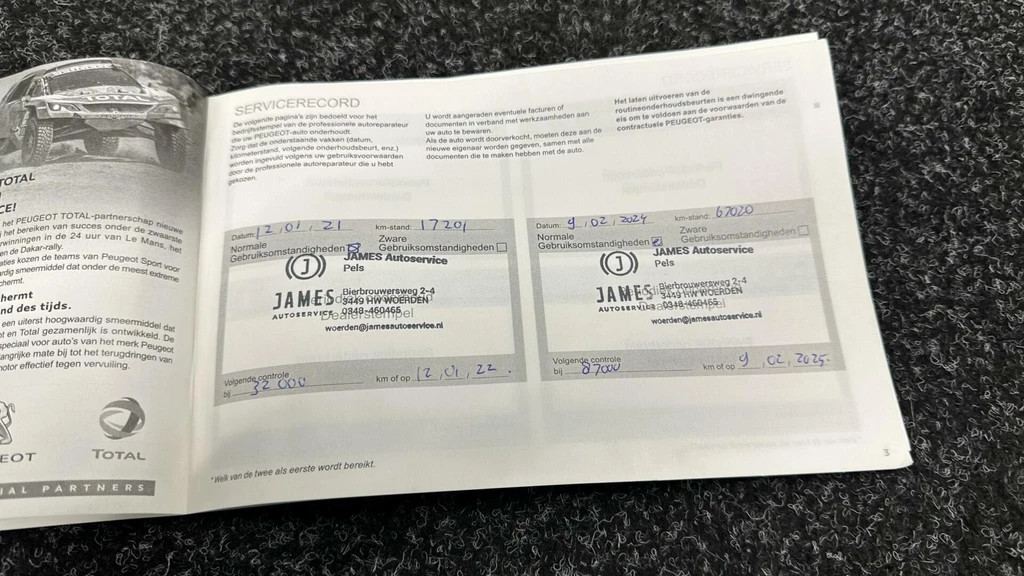 TOTAL
TOTAL
CE!
het PEUGEOT TOTAL-partnerschap nieuwe
het bereiken van succes onder de zwaarste
rwinningen in de 24 uur van Le Mans, het
en de Dakar-rally.
aties kozen de teams van Peugeot Sport voor
rdig smeermiddel dat onder de meest extreme
chermt.
hermt
nd des tijds.
een uiterst hoogwaardig smeermiddel dat
t en Total gezamenlijk is ontwikkeld. De
speciaal voor auto's van het merk Peugeot
angrijke mate bij tot het terugdringen van
otor effectief tegen vervuiling.
EOT
TOTAL
IAL PARTNERS
SERVICERECORD
De volgende pagina's zijn bedoeld voor het
bedrijfsstempel van de professionele autoreparateur
die uw PEUGEOT-auto onderhoudt.
Zorg dat de onderstaande vakken (datum,
kilometerstand, volgende onderhoudsbeurt, enz.)
worden ingevuld volgens uw gebruiksvoorwaarden
door de professionele autoreparateur die u hebt
gekozen.
U wordt aangeraden eventuele facturen of
documenten in verband met werkzaamheden aan
uw auto te bewaren.
Als de auto wordt doorverkocht, moeten deze aan de
nieuwe eigenaar worden gegeven, samen met alle
documenten die te maken hebben met de auto.
Het laten uitvoeren van de
routineonderhoudsbeurten is een dwingende
eis om te voldoen aan de voorwaarden van de
contractuele PEUGEOT-garanties.
Datum: 12,01,21 km-stand: 17201
Normale Gebruiksomstandigheden
Zware Gebruiksomstandigheden
J
JAMES
AUTOSERVICE
JAMES Autoservice
Pels
Bierbrouwersweg 2-4
3449 HW WOERDEN
0348-460465
Dealerstempel
woerden@jamesautoservice.nl
Volgende controle
bij 32000 km of op 12,01,22.
Datum: 9,02,2024 km-stand: 67020
Normale Gebruiksomstandigheden
Zware Gebruiksomstandigheden
J
JAMES
AUTOSERVICE
JAMES Autoservice
Pels
Bierbrouwersweg 2-4
3449 HW WOERDEN
0348-460465
woerden@jamesautoservice.nl
Volgende controle
bij 87000 km of op 9,02,2025.
*Welk van de twee als eerste wordt bereikt.
3